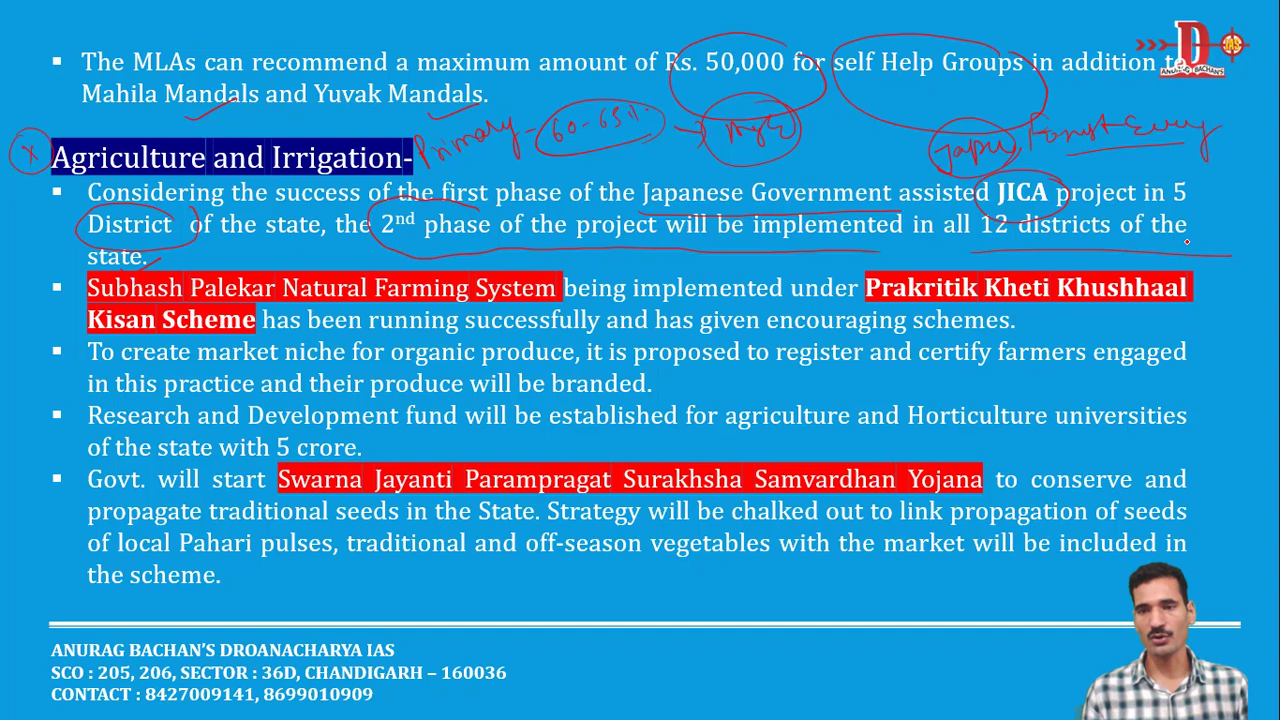 The MLAs can recommend a maximum amount of Rs. 50,000 for self Help Groups in addition to
Mahila Mandals and Yuvak Mandals.
D
IAS
ANURAG BACHAN'S
Primary - 60-65%
X
Agriculture and Irrigation-
Considering the success of the first phase of the Japanese Government assisted JICA project in 5
District of the state, the 2nd phase of the project will be implemented in all 12 districts of the
state.
Subhash Palekar Natural Farming System being implemented under Prakritik Kheti Khushhaal
Kisan Scheme has been running successfully and has given encouraging schemes.
To create market niche for organic produce, it is proposed to register and certify farmers engaged
in this practice and their produce will be branded.
Research and Development fund will be established for agriculture and Horticulture universities
of the state with 5 crore.
Govt. will start Swarna Jayanti Parampragat Surakhsha Samvardhan Yojana to conserve and
propagate traditional seeds in the State. Strategy will be chalked out to link propagation of seeds
of local Pahari pulses, traditional and off-season vegetables with the market will be included in
the scheme.
ANURAG BACHAN'S DROANACHARYA IAS
SCO : 205, 206, SECTOR : 36D, CHANDIGARH – 160036
CONTACT : 8427009141, 8699010909